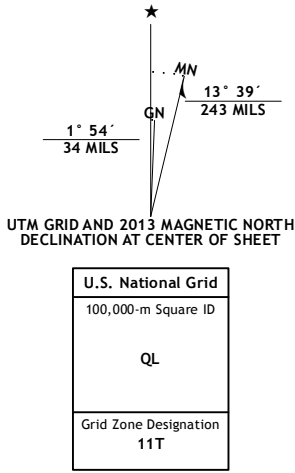 MN
GN
13° 39´
243 MILS
1° 54´
34 MILS
UTM GRID AND 2013 MAGNETIC NORTH
DECLINATION AT CENTER OF SHEET
U.S. National Grid
100,000-m Square ID
QL
Grid Zone Designation
11T